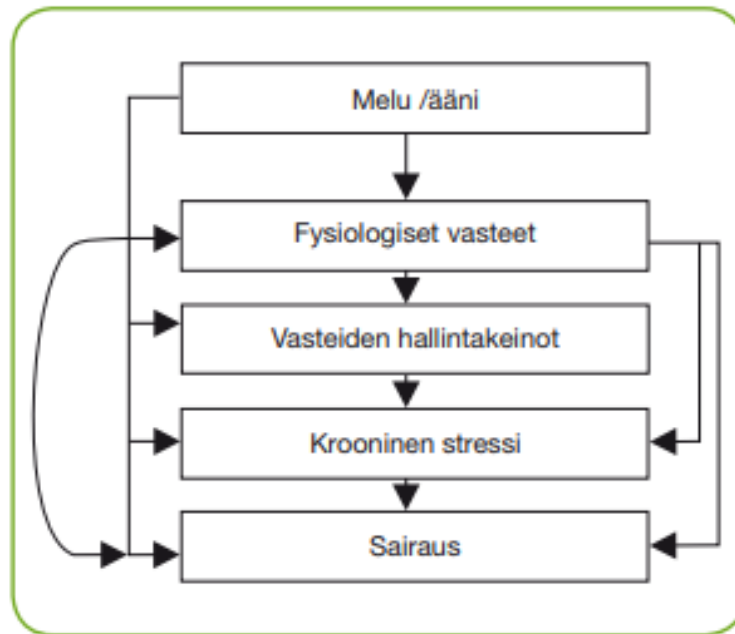 Melu /ääni
Fysiologiset vasteet
Vasteiden hallintakeinot
Krooninen stressi
Sairaus